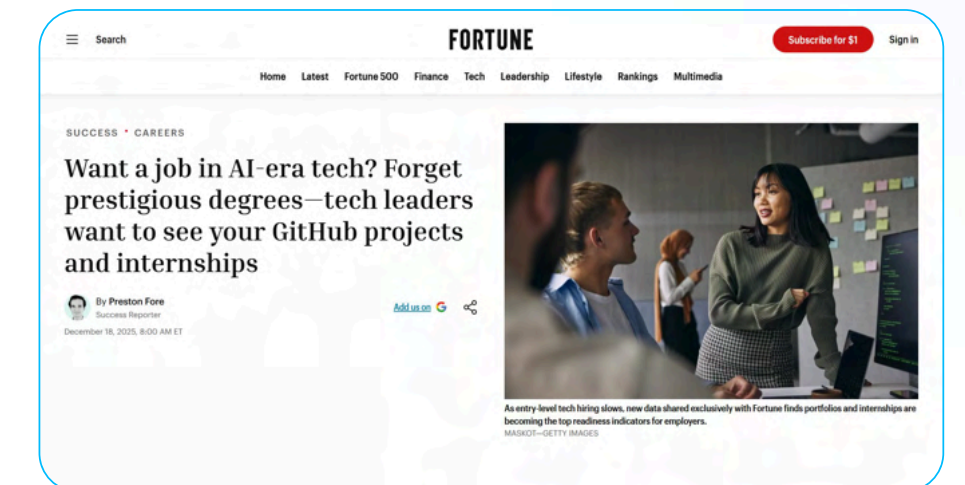 Search
FORTUNE
Subscribe for $1
Sign in
Home Latest Fortune 500 Finance Tech Leadership Lifestyle Rankings Multimedia
SUCCESS • CAREERS
Want a job in AI-era tech? Forget
prestigious degrees—tech leaders
want to see your GitHub projects
and internships
By Preston Fore
Success Reporter
Add us on
December 18, 2025, 8:00 AM ET
As entry-level tech hiring slows, new data shared exclusively with Fortune finds portfolios and internships are
becoming the top readiness indicators for employers.
MASKOT—GETTY IMAGES